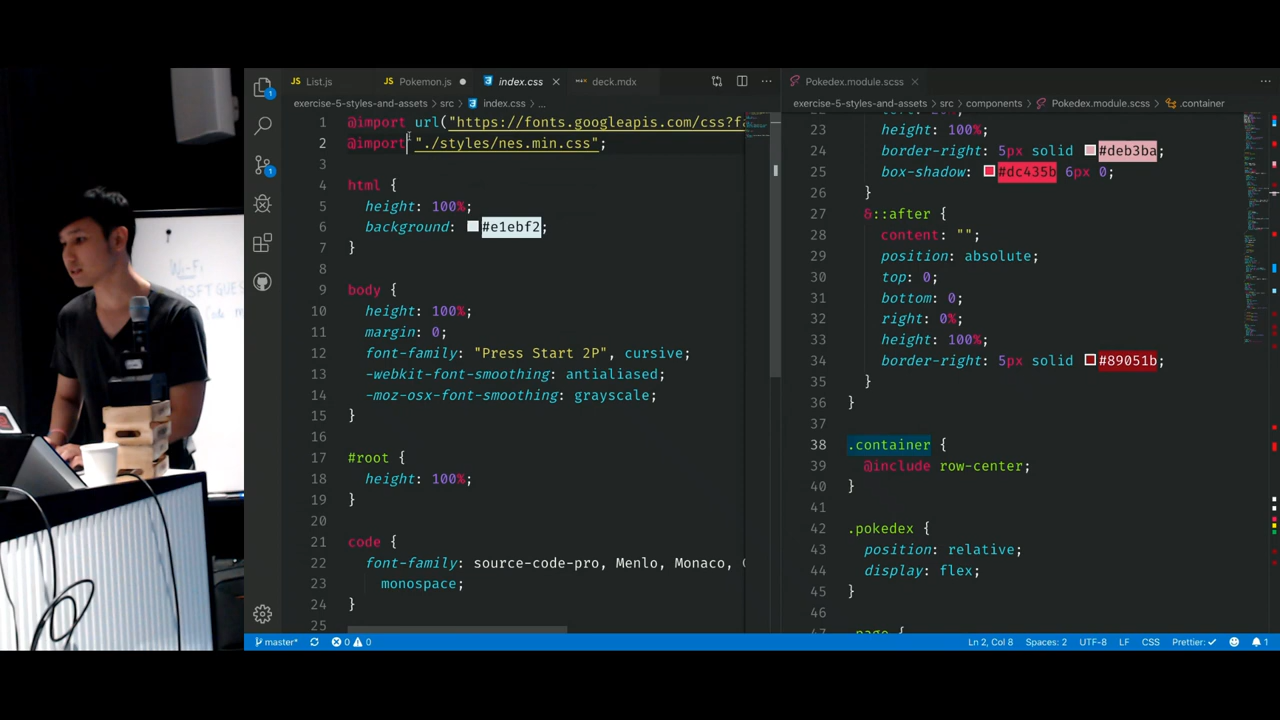 List.js
Pokemon.js
index.css
deck.mdx
exercise-5-styles-and-assets > src > index.css > ...
1 @import url("https://fonts.googleapis.com/css?f
2 @import "./styles/nes.min.css";
3
4 html {
5 height: 100%;
6 background: #e1ebf2;
7 }
8
9 body {
10 height: 100%;
11 margin: 0;
12 font-family: "Press Start 2P", cursive;
13 -webkit-font-smoothing: antialiased;
14 -moz-osx-font-smoothing: grayscale;
15 }
16
17 #root {
18 height: 100%;
19 }
20
21 code {
22 font-family: source-code-pro, Menlo, Monaco,
23 monospace;
24 }
25
Pokedex.module.scss
exercise-5-styles-and-assets > src > components > Pokedex.module.scss > .container
23 height: 100%;
24 border-right: 5px solid #deb3ba;
25 box-shadow: #dc435b 6px 0;
26 }
27 &::after {
28 content: "";
29 position: absolute;
30 top: 0;
31 bottom: 0;
32 right: 0%;
33 height: 100%;
34 border-right: 5px solid #89051b;
35 }
36 }
37
38 .container {
39 @include row-center;
40 }
41
42 .pokedex {
43 position: relative;
44 display: flex;
45 }
46
47 .page {
master*
0 0
Ln 2, Col 8
Spaces: 2
UTF-8
LF
CSS
Prettier: ✓
1
Wi-Fi